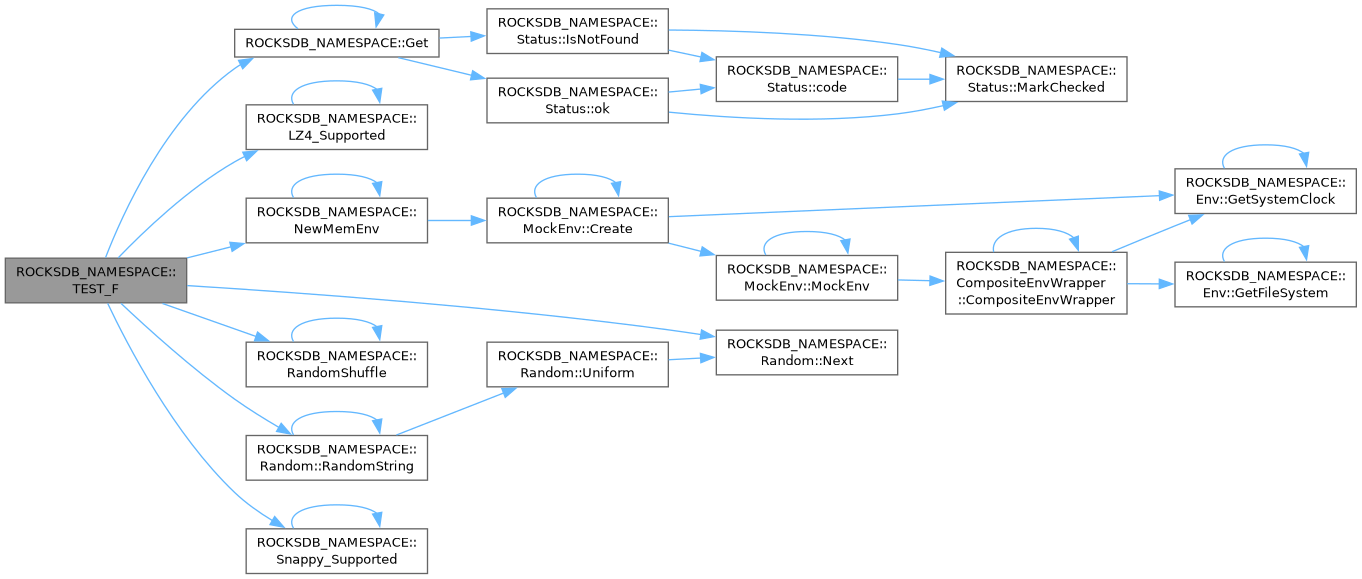 ROCKSDB_NAMESPACE::
TEST_F
ROCKSDB_NAMESPACE::Get
ROCKSDB_NAMESPACE::
LZ4_Supported
ROCKSDB_NAMESPACE::
NewMemEnv
ROCKSDB_NAMESPACE::
RandomShuffle
ROCKSDB_NAMESPACE::
Random::RandomString
ROCKSDB_NAMESPACE::
Snappy_Supported
ROCKSDB_NAMESPACE::
Status::IsNotFound
ROCKSDB_NAMESPACE::
Status::ok
ROCKSDB_NAMESPACE::
MockEnv::Create
ROCKSDB_NAMESPACE::
Random::Uniform
ROCKSDB_NAMESPACE::
Status::code
ROCKSDB_NAMESPACE::
MockEnv::MockEnv
ROCKSDB_NAMESPACE::
Random::Next
ROCKSDB_NAMESPACE::
Status::MarkChecked
ROCKSDB_NAMESPACE::
CompositeEnvWrapper
::CompositeEnvWrapper
ROCKSDB_NAMESPACE::
Env::GetSystemClock
ROCKSDB_NAMESPACE::
Env::GetFileSystem